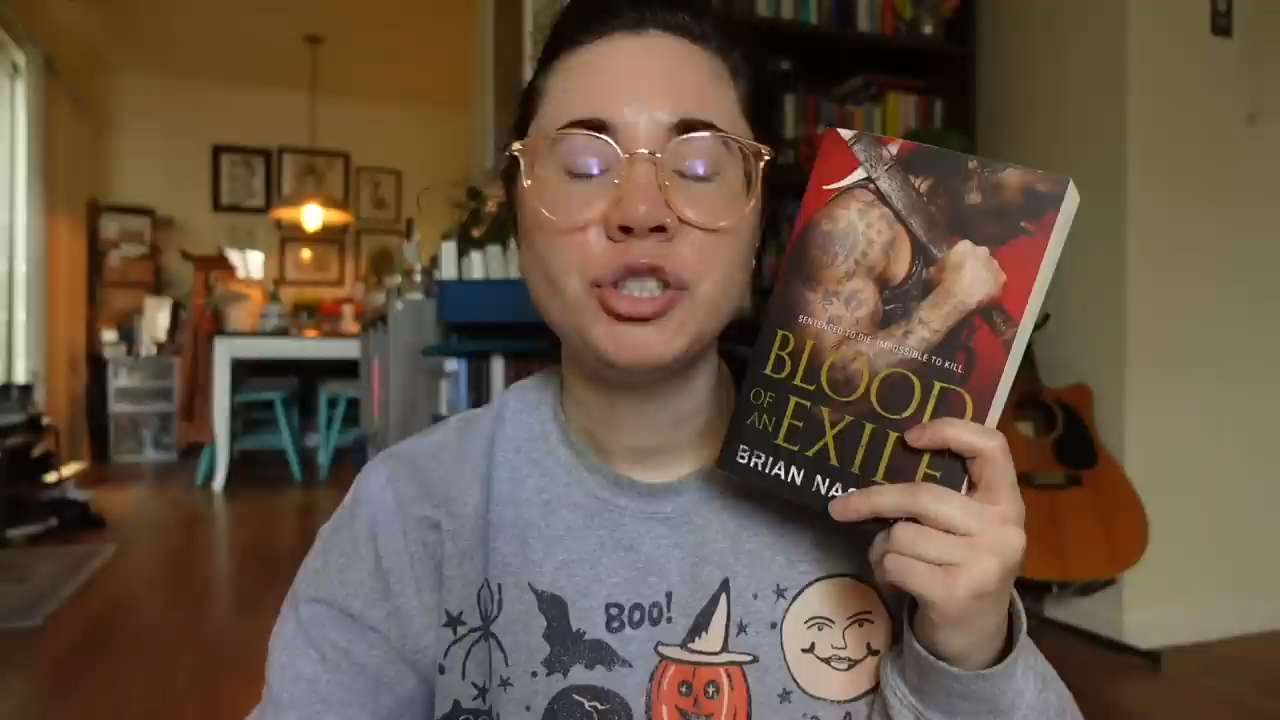 SENTENCED TO DIE. IMPOSSIBLE TO KILL.
BLOOD
OF
AN EXILE
BRIAN
BOO!